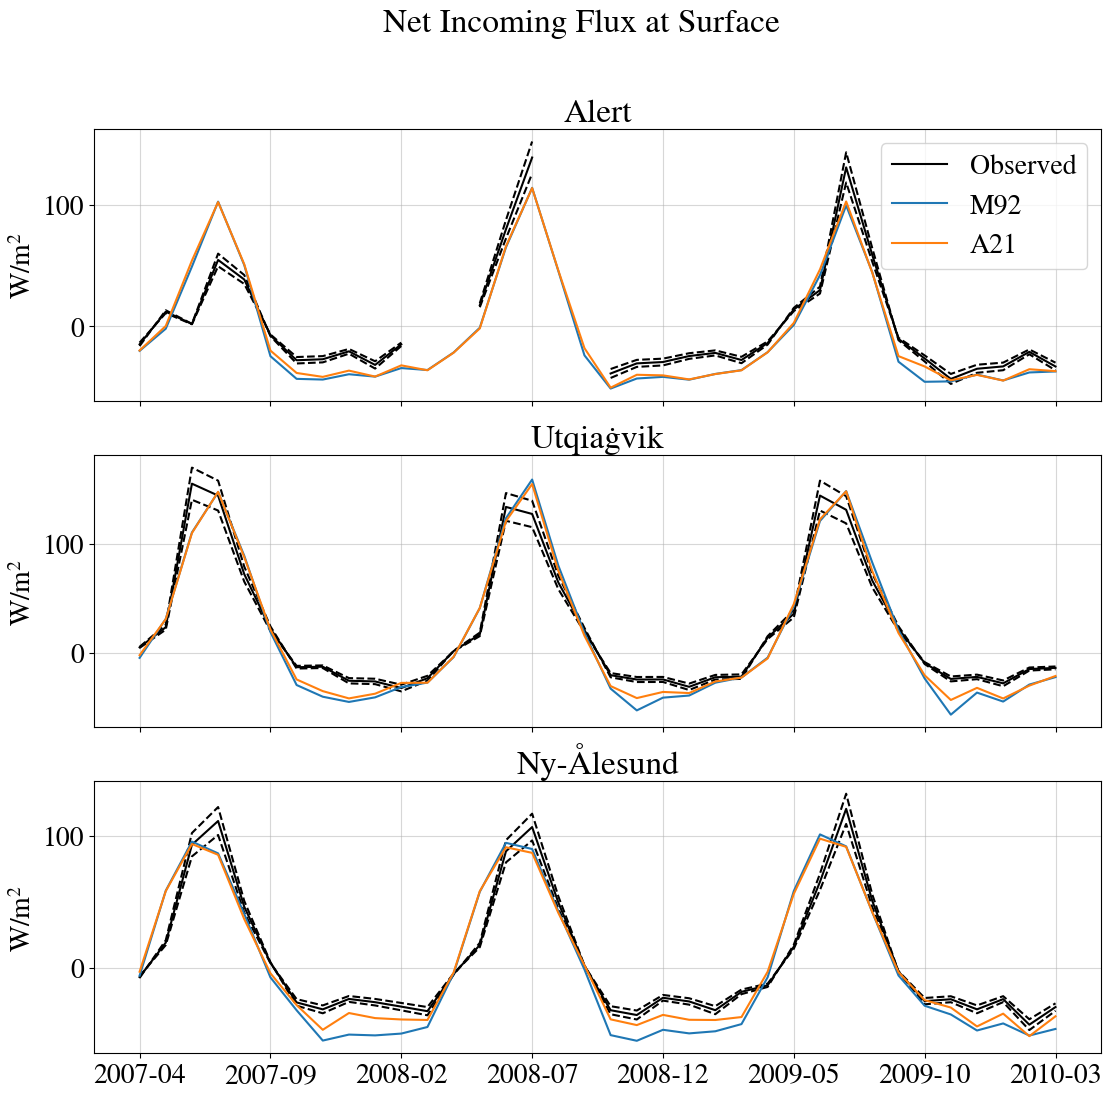 Net Incoming Flux at Surface
Alert
W/m²
100
0
Observed
M92
A21
Utqiaġvik
W/m²
100
0
Ny-Ålesund
W/m²
100
0
2007-04 2007-09 2008-02 2008-07 2008-12 2009-05 2009-10 2010-03